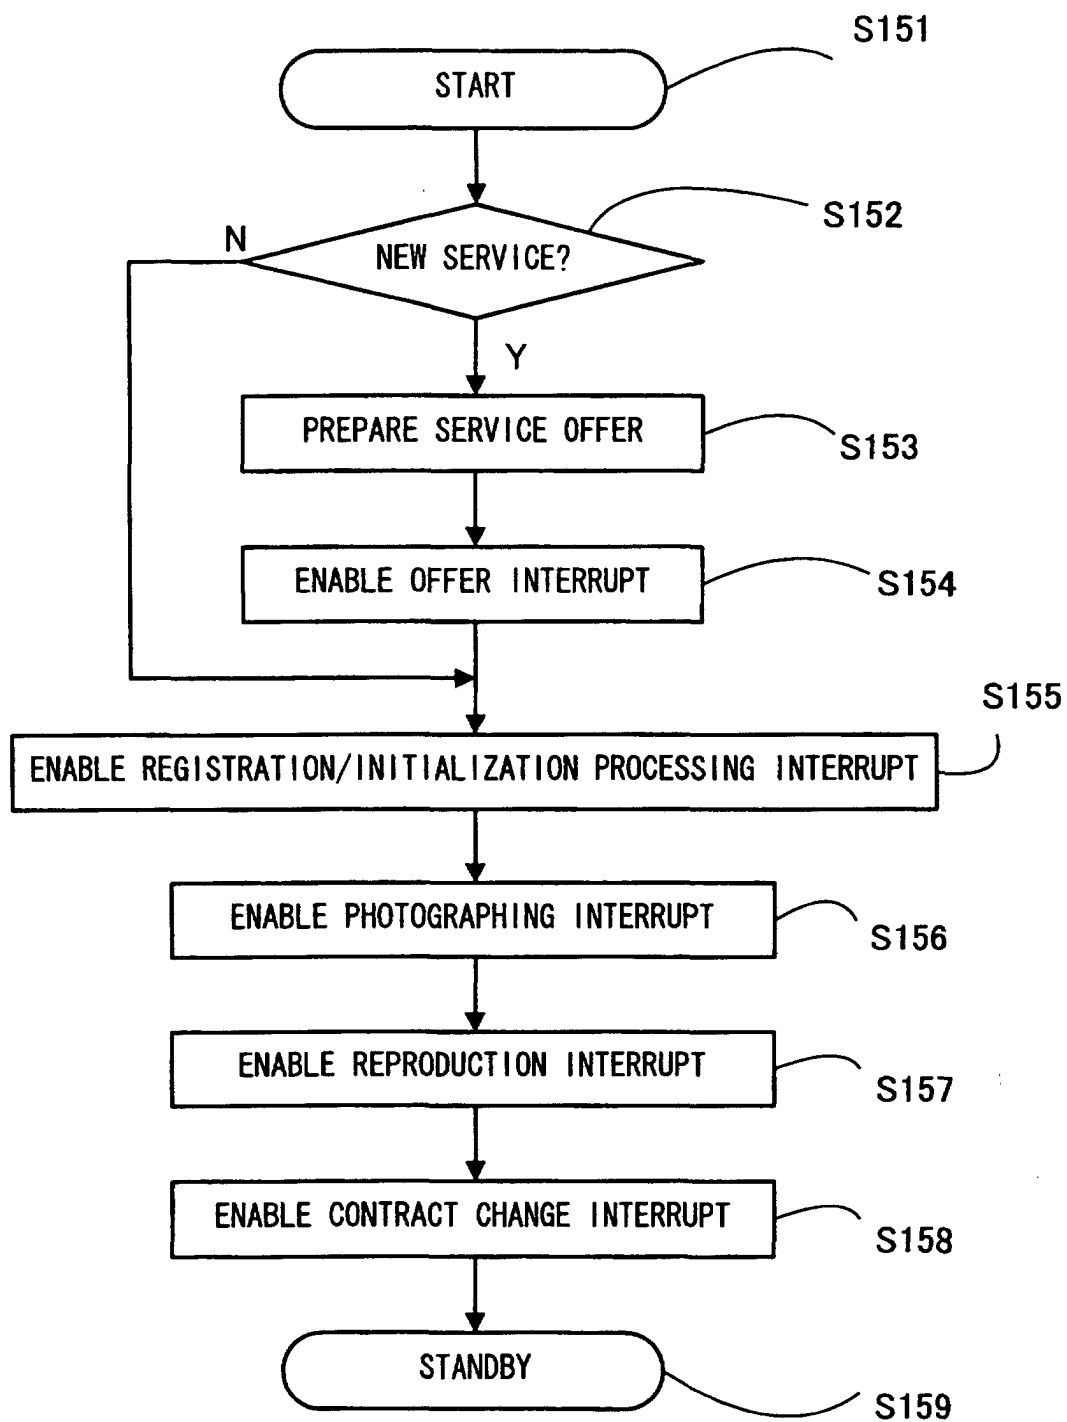 S151
START
S152
N
NEW SERVICE?
Y
PREPARE SERVICE OFFER
S153
ENABLE OFFER INTERRUPT
S154
S155
ENABLE REGISTRATION/INITIALIZATION PROCESSING INTERRUPT
ENABLE PHOTOGRAPHING INTERRUPT
S156
ENABLE REPRODUCTION INTERRUPT
S157
ENABLE CONTRACT CHANGE INTERRUPT
S158
STANDBY
S159